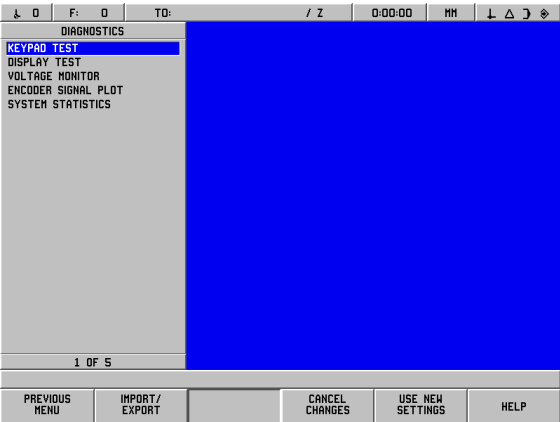 0 F: 0 TO: / Z 0:00:00 MM
DIAGNOSTICS
KEYPAD TEST
DISPLAY TEST
VOLTAGE MONITOR
ENCODER SIGNAL PLOT
SYSTEM STATISTICS
1 OF 5
PREVIOUS
MENU
IMPORT/
EXPORT
CANCEL
CHANGES
USE NEW
SETTINGS
HELP